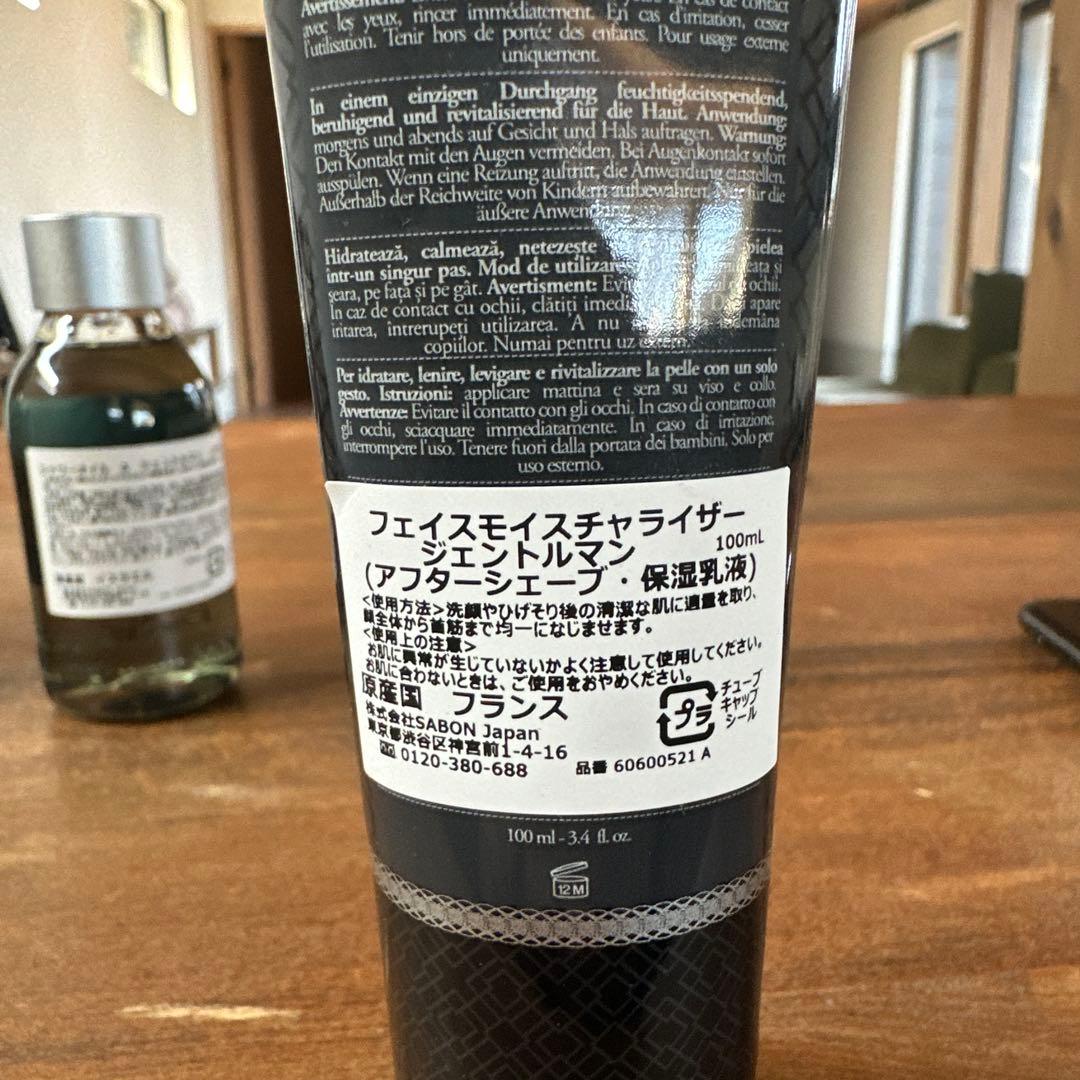 avec les yeux, rincer immédiatement. En cas d'irritation, cesser
l'utilisation. Tenir hors de portée des enfants. Pour usage externe
uniquement.
In einem einzigen Durchgang feuchtigkeitsspendend,
beruhigend und revitalisierend für die Haut. Anwendung:
morgens und abends auf Gesicht und Hals auftragen. Warnung:
Den Kontakt mit den Augen vermeiden. Bei Augenkontakt sofort
ausspülen. Wenn eine Reizung auftritt, die Anwendung einstellen.
Außerhalb der Reichweite von Kindern aufbewahren. Nur für die
äußere Anwendung.
Hidratează, calmează, netezește
într-un singur pas. Mod de utilizare:
seara, pe față și pe gât. Avertisment:
In caz de contact cu ochii, clătiți
iritarea, intrerupeți utilizarea. A nu
copiilor. Numai pentru uz
Per idratare, lenire, levigare e rivitalizzare la pelle con un solo
gesto. Istruzioni: applicare mattina e sera su viso e collo.
Avvertenze: Evitare il contatto con gli occhi. In caso di contatto con
gli occhi, sciacquare immediatamente. In caso di irritazione,
interrompere l'uso. Tenere fuori dalla portata dei bambini. Solo per
uso esterno.
フェイスモイスチャライザー
ジェントルマン 100mL
(アフターシェーブ・保湿乳液)
<使用方法>洗顔やひげそり後の清潔な肌に適量を取り、
顔全体から首筋まで均一になじませます。
<使用上の注意>
お肌に異常が生じていないかよく注意して使用してください。
お肌に合わないときは、ご使用をおやめください。
原産国 フランス
株式会社SABON Japan
東京都渋谷区神宮前1-4-16
0120-380-688
プラ
チューブ
キャップ
シール
品番 60600521 A
100 ml - 3.4 fl. oz.
12 M